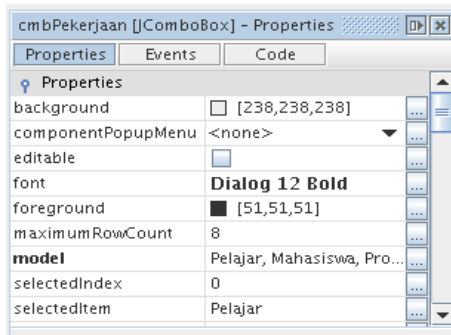 cmbPekerjaan [JComboBox] - Properties
Properties Events Code
Properties
background [238,238,238] ...
componentPopupMenu <none> ...
editable ...
font Dialog 12 Bold ...
foreground [51,51,51] ...
maximumRowCount 8 ...
model Pelajar, Mahasiswa, Pro... ...
selectedIndex 0 ...
selectedItem Pelajar ...